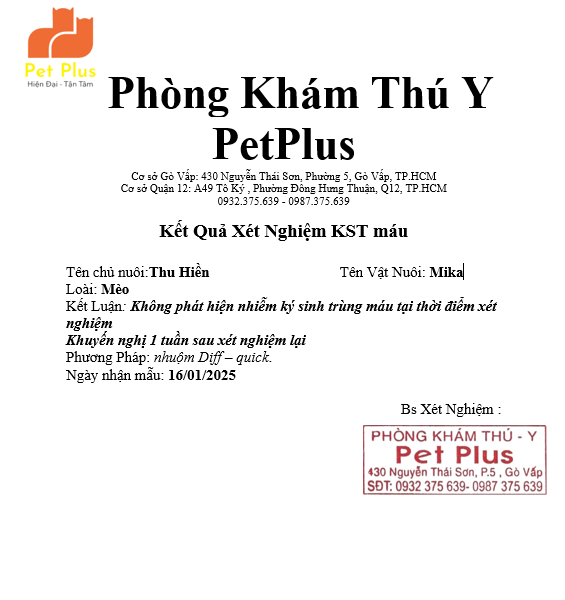 Pet Plus
Hiện Đại - Tận Tâm
Phòng Khám Thú Y
PetPlus
Cơ sở Gò Vấp: 430 Nguyễn Thái Sơn, Phường 5, Gò Vấp, TP.HCM
Cơ sở Quận 12: A49 Tô Ký , Phường Đông Hưng Thuận, Q12, TP.HCM
0932.375.639 - 0987.375.639
Kết Quả Xét Nghiệm KST máu
Tên chủ nuôi:Thu Hiền Tên Vật Nuôi: Mika
Loài: Mèo
Kết Luận: Không phát hiện nhiễm ký sinh trùng máu tại thời điểm xét
nghiệm
Khuyến nghị 1 tuần sau xét nghiệm lại
Phương Pháp: nhuộm Diff – quick.
Ngày nhận mẫu: 16/01/2025
Bs Xét Nghiệm :
PHÒNG KHÁM THÚ - Y
Pet Plus
430 Nguyễn Thái Sơn, P.5 , Gò Vấp
SĐT: 0932 375 639- 0987 375 639